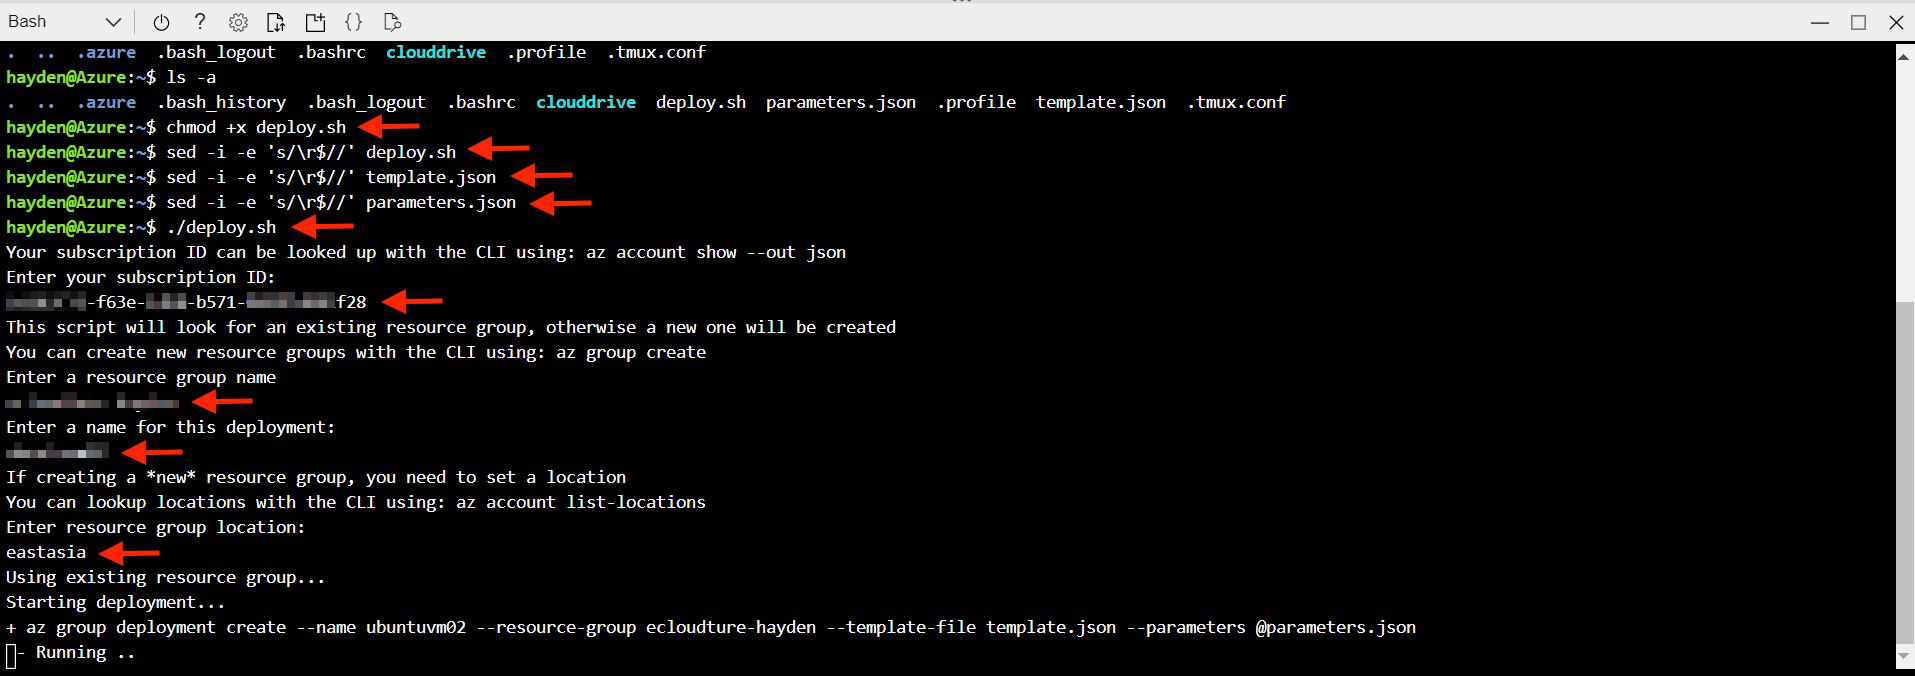 Bash
. .. .azure .bash_logout .bashrc clouddrive .profile .tmux.conf
hayden@Azure:~$ ls -a
. .. .azure .bash_history .bash_logout .bashrc clouddrive deploy.sh parameters.json .profile template.json .tmux.conf
hayden@Azure:~$ chmod +x deploy.sh
hayden@Azure:~$ sed -i -e 's/\r$//' deploy.sh
hayden@Azure:~$ sed -i -e 's/\r$//' template.json
hayden@Azure:~$ sed -i -e 's/\r$//' parameters.json
hayden@Azure:~$ ./deploy.sh
Your subscription ID can be looked up with the CLI using: az account show --out json
Enter your subscription ID:
-f63e- -b571- f28
This script will look for an existing resource group, otherwise a new one will be created
You can create new resource groups with the CLI using: az group create
Enter a resource group name
Enter a name for this deployment:
If creating a *new* resource group, you need to set a location
You can lookup locations with the CLI using: az account list-locations
Enter resource group location:
eastasia
Using existing resource group...
Starting deployment...
+ az group deployment create --name ubuntuvm02 --resource-group ecloudture-hayden --template-file template.json --parameters @parameters.json
- Running ..